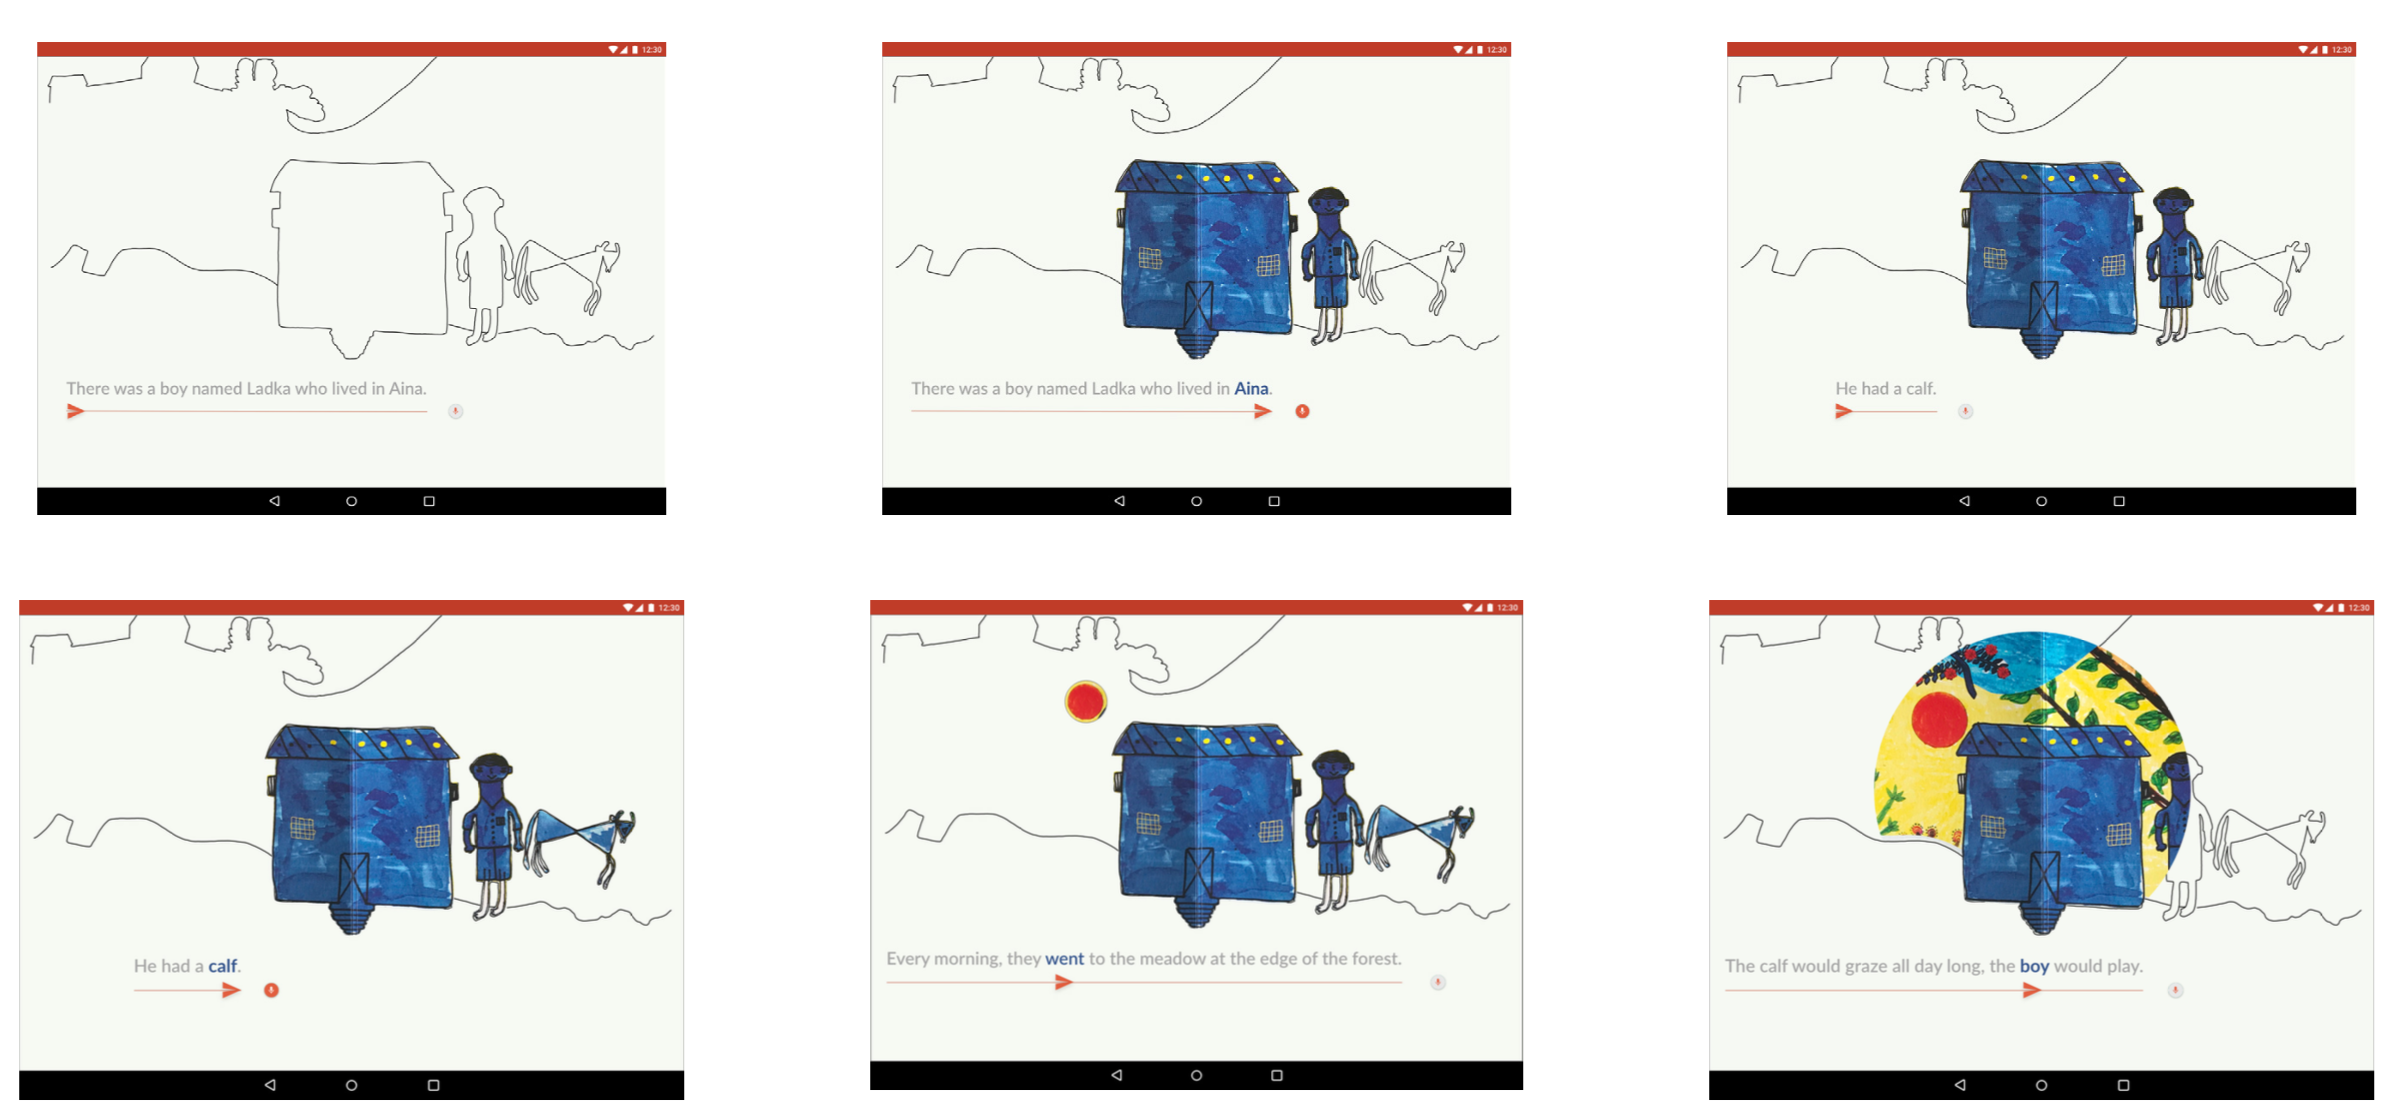 12:30
There was a boy named Ladka who lived in Aina.
12:30
There was a boy named Ladka who lived in Aina.
12:30
He had a calf.
12:30
He had a calf.
12:30
Every morning, they went to the meadow at the edge of the forest.
12:30
The calf would graze all day long, the boy would play.